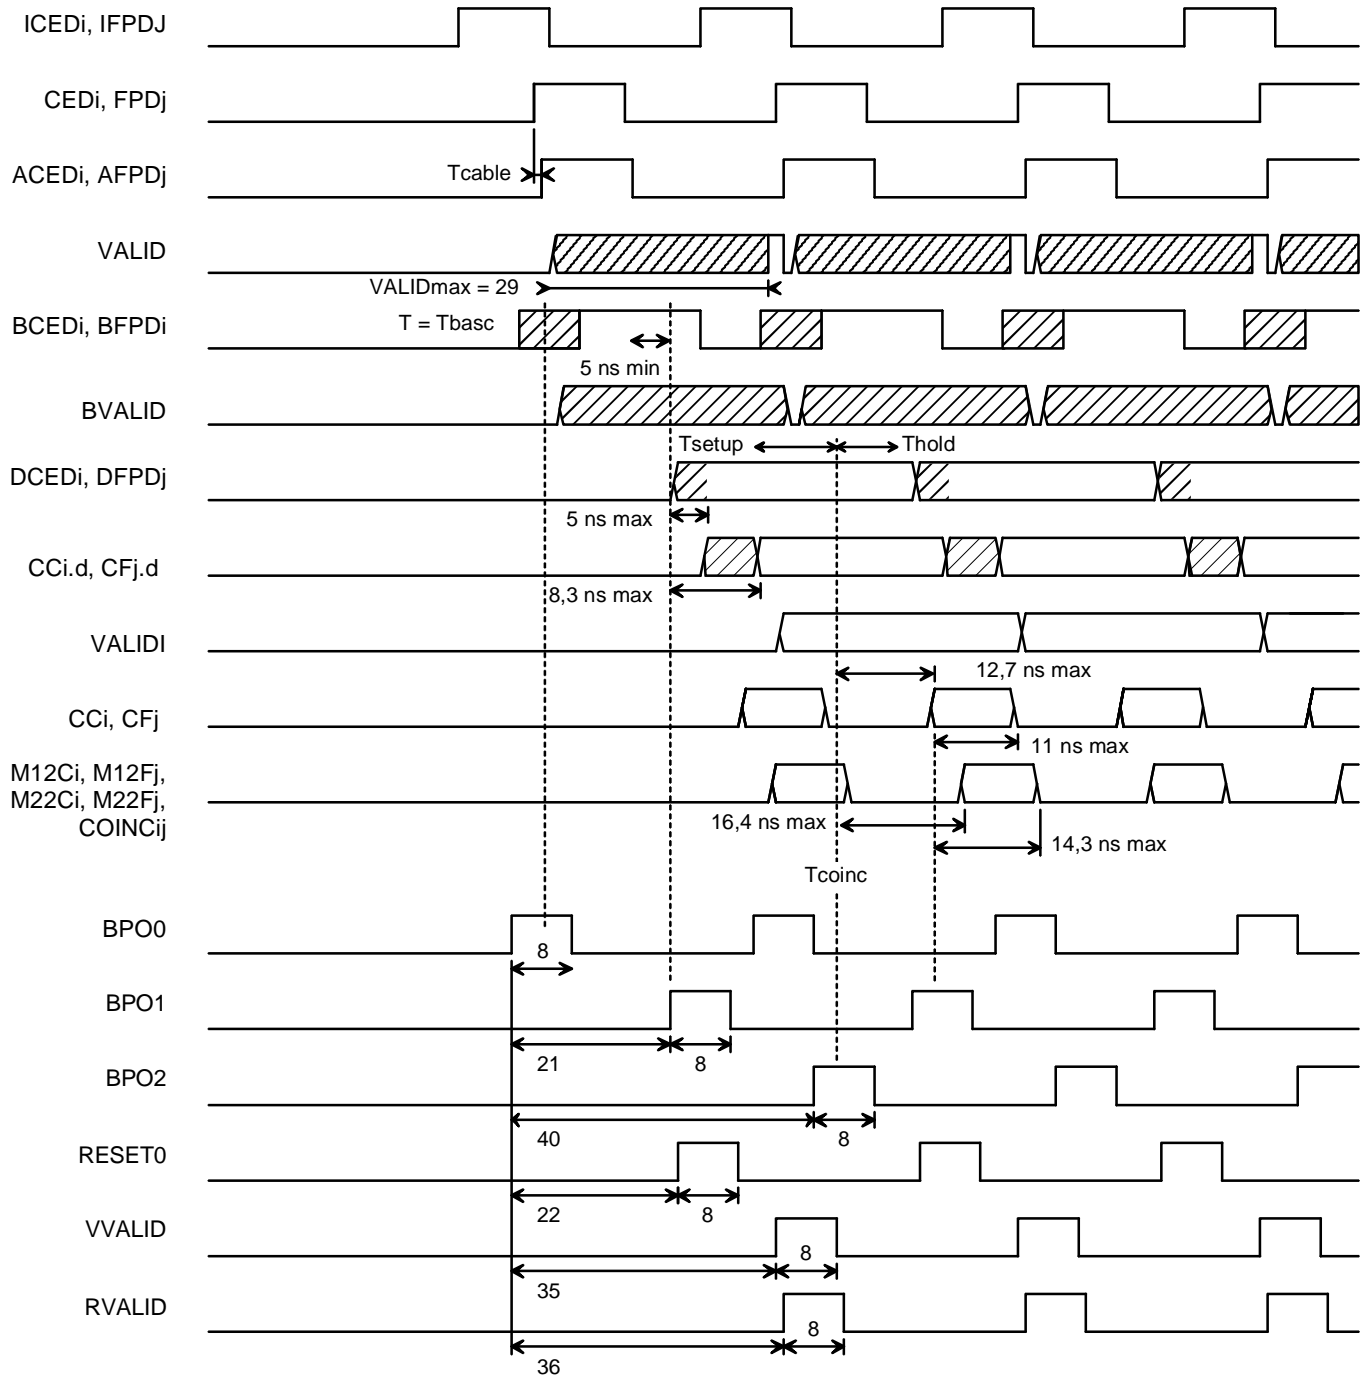 ICEDi, IFPDJ
CEDi, FPDj
Tcable
ACEDi, AFPDj
VALID
VALIDmax = 29
BCEDi, BFPDi
T = Tbasc
5 ns min
BVALID
Tsetup
Thold
DCEDi, DFPDj
5 ns max
CCi.d, CFj.d
8,3 ns max
VALIDI
12,7 ns max
CCi, CFj
11 ns max
M12Ci, M12Fj,
M22Ci, M22Fj,
COINCij
16,4 ns max
14,3 ns max
Tcoinc
BPO0
8
BPO1
21
8
BPO2
40
8
RESET0
22
8
VVALID
8
35
RVALID
8
36